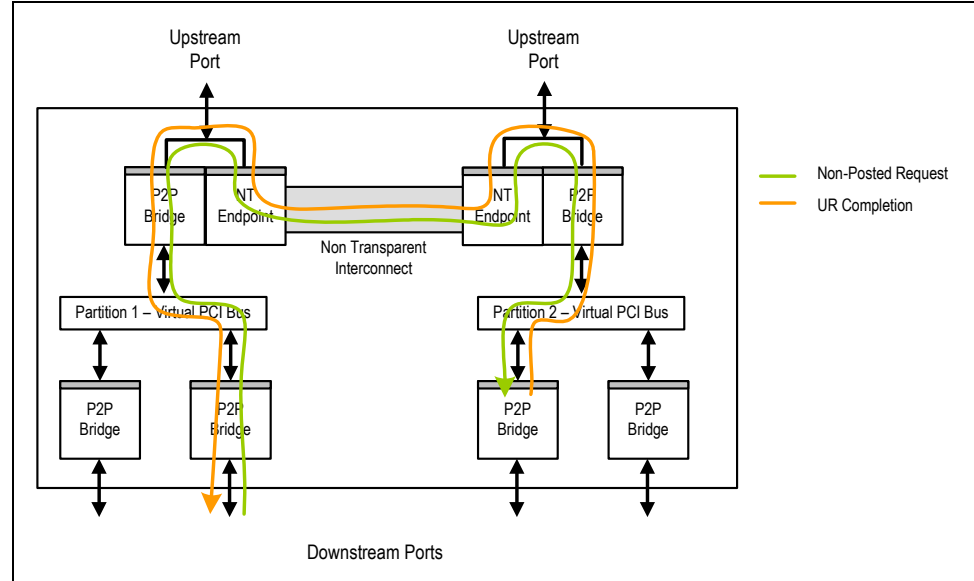 Upstream
Port
Upstream
Port
Non-Posted Request
UR Completion
P2P
Bridge
NT
Endpoint
NT
Endpoint
P2P
Bridge
Non Transparent
Interconnect
Partition 1 – Virtual PCI Bus
Partition 2 – Virtual PCI Bus
P2P
Bridge
P2P
Bridge
P2P
Bridge
P2P
Bridge
Downstream Ports